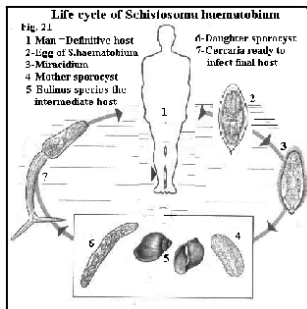 Life cycle of Schistosoma haematobium
Fig. 21
1 Man = Definitive host
2-Egg of S.haematobium
3-Miracidium
4 Mother sporocyst
5 Bulinus species the
intermediate host
6-Daughter sporocyst
7-Cercaria ready to
infect final host
1
2
3
4
5
6
7